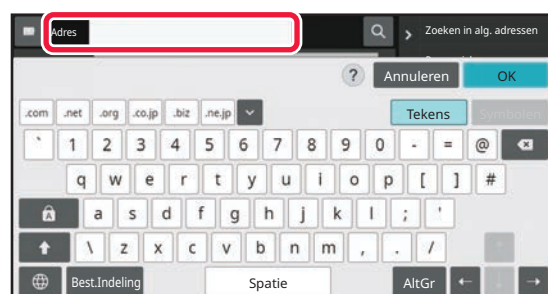 Adres
Zoeken in alg. adressen
? Annuleren OK
.com .net .org .co.jp .biz .ne.jp Tekens Symbolen
` 1 2 3 4 5 6 7 8 9 0 - = @
q w e r t y u i o p [ ] #
a s d f g h j k l ; '
\ z x c v b n m , . /
Best.Indeling Spatie AltGr